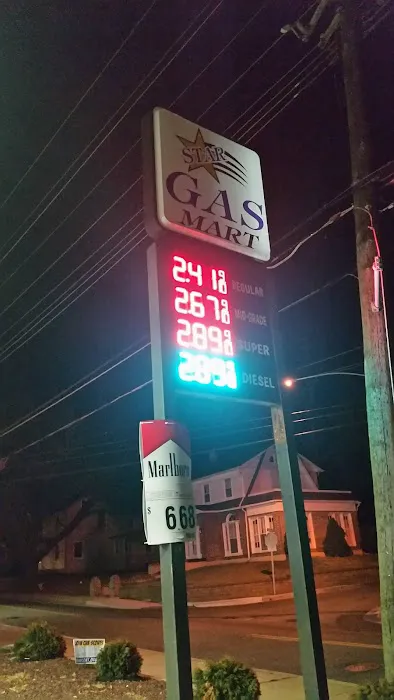 STAR
GAS
MART
2.41 9/10 REGULAR
2.67 9/10 MID-GRADE
2.89 9/10 SUPER
2.89 9/10 DIESEL
Marlboro
$ 6 68